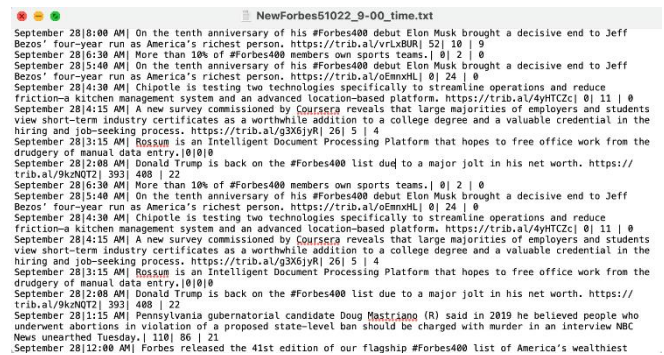 NewForbes51022_9-00_time.txt
September 28|8:00 AM| On the tenth anniversary of his #Forbes400 debut Elon Musk brought a decisive end to Jeff
Bezos’ four-year run as America’s richest person. https://trib.al/vrLxBUR| 52| 10 | 9
September 28|6:30 AM| More than 10% of #Forbes400 members own sports teams.| 0| 2 | 0
September 28|5:40 AM| On the tenth anniversary of his #Forbes400 debut Elon Musk brought a decisive end to Jeff
Bezos’ four-year run as America’s richest person. https://trib.al/oEmnxHL| 0| 24 | 0
September 28|4:30 AM| Chipotle is testing two technologies specifically to streamline operations and reduce
friction—a kitchen management system and an advanced location-based platform. https://trib.al/4yHTCZc| 0| 11 | 0
September 28|4:15 AM| A new survey commissioned by Coursera reveals that large majorities of employers and students
view short-term industry certificates as a worthwhile addition to a college degree and a valuable credential in the
hiring and job-seeking process. https://trib.al/g3X6jyR| 26| 5 | 4
September 28|3:15 AM| Rossum is an Intelligent Document Processing Platform that hopes to free office work from the
drudgery of manual data entry.|0|0|0
September 28|2:08 AM| Donald Trump is back on the #Forbes400 list due to a major jolt in his net worth. https://
trib.al/9kzNQT2| 393| 408 | 22
September 28|6:30 AM| More than 10% of #Forbes400 members own sports teams.| 0| 2 | 0
September 28|5:40 AM| On the tenth anniversary of his #Forbes400 debut Elon Musk brought a decisive end to Jeff
Bezos’ four-year run as America’s richest person. https://trib.al/oEmnxHL| 0| 24 | 0
September 28|4:30 AM| Chipotle is testing two technologies specifically to streamline operations and reduce
friction—a kitchen management system and an advanced location-based platform. https://trib.al/4yHTCZc| 0| 11 | 0
September 28|4:15 AM| A new survey commissioned by Coursera reveals that large majorities of employers and students
view short-term industry certificates as a worthwhile addition to a college degree and a valuable credential in the
hiring and job-seeking process. https://trib.al/g3X6jyR| 26| 5 | 4
September 28|3:15 AM| Rossum is an Intelligent Document Processing Platform that hopes to free office work from the
drudgery of manual data entry.|0|0|0
September 28|2:08 AM| Donald Trump is back on the #Forbes400 list due to a major jolt in his net worth. https://
trib.al/9kzNQT2| 393| 408 | 22
September 28|1:15 AM| Pennsylvania gubernatorial candidate Doug Mastriano (R) said in 2019 he believed people who
underwent abortions in violation of a proposed state-level ban should be charged with murder in an interview NBC
News unearthed Tuesday.| 110| 86 | 21
September 28|12:00 AM| Forbes released the 41st edition of our flagship #Forbes400 list of America’s wealthiest